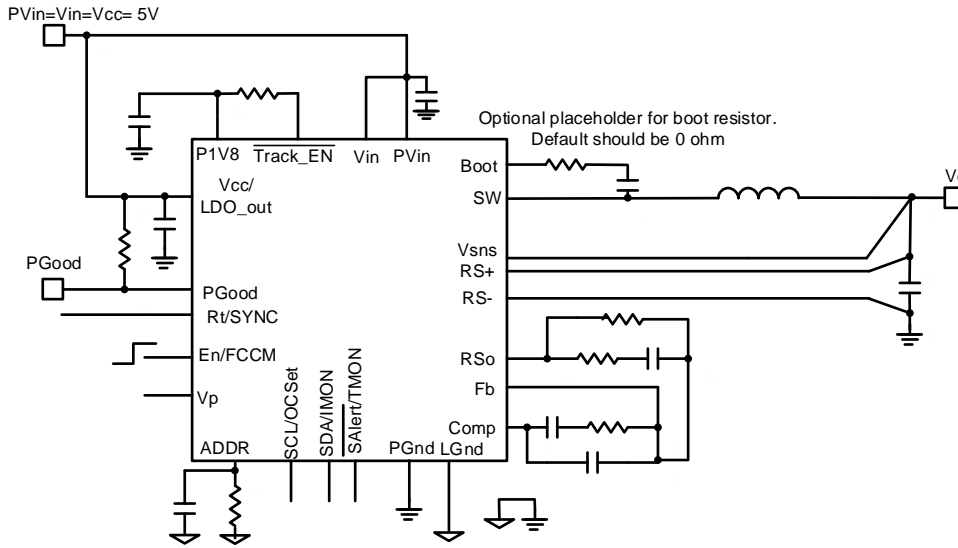 PVin=Vin=Vcc= 5V
Optional placeholder for boot resistor.
Default should be 0 ohm
P1V8
Track_EN
Vin
PVin
Boot
Vcc/
LDO_out
SW
Vsns
RS+
RS-
PGood
PGood
Rt/SYNC
En/FCCM
Vp
RSo
Fb
Comp
ADDR
SCL/OCSet
SDA/IMON
SAlert/TMON
PGnd
LGnd